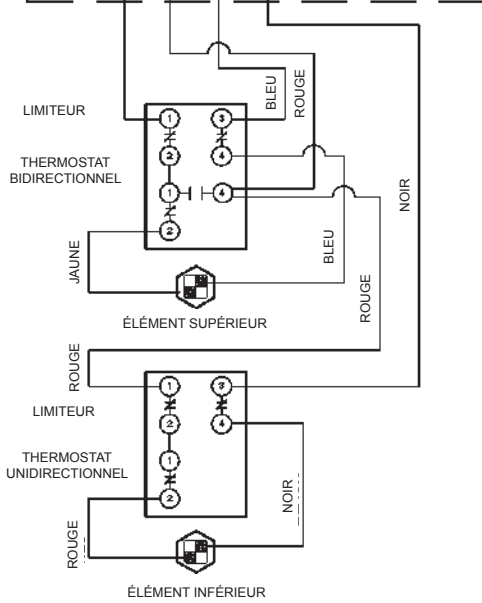 BLEU
ROUGE
LIMITEUR
1
3
THERMOSTAT
BIDIRECTIONNEL
2
4
1
4
NOIR
2
JAUNE
BLEU
ROUGE
ÉLÉMENT SUPÉRIEUR
ROUGE
1
3
LIMITEUR
2
4
THERMOSTAT
UNIDIRECTIONNEL
1
2
NOIR
ROUGE
ÉLÉMENT INFÉRIEUR